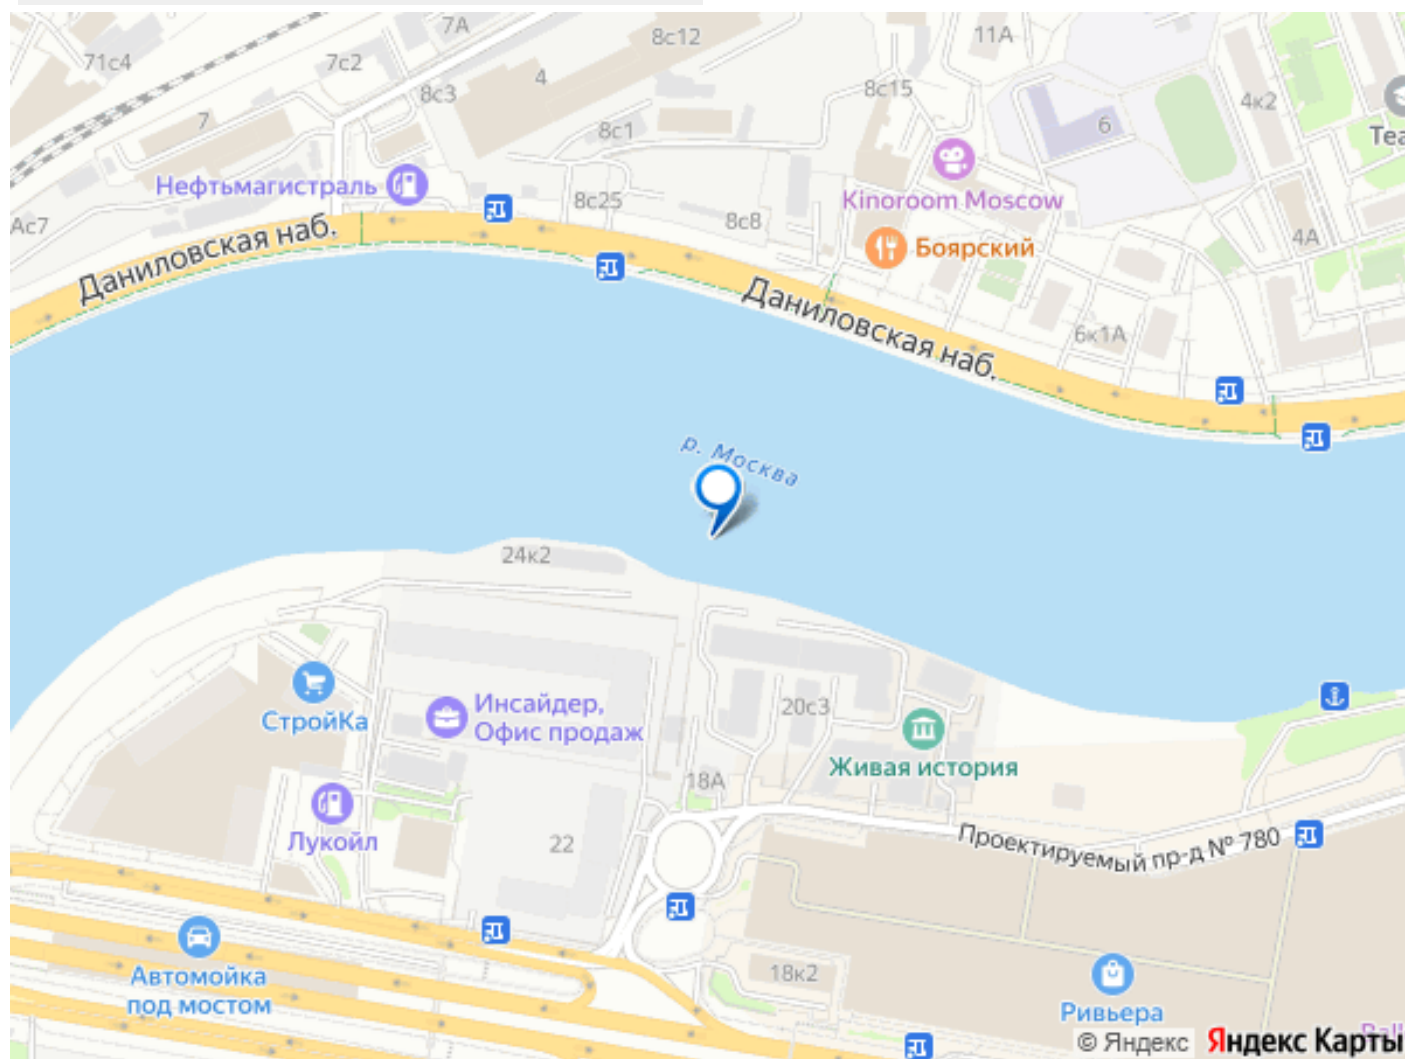 7А
8с12
11А
71с4
7с2
4
8с3
8с15
4к2
7
8с1
6
Теа
Нефтьмагистраль
Kinoroom Moscow
8с25
8с8
Ас7
4А
Даниловская наб.
Боярский
Даниловская наб.
6к1А
р. Москва
24к2
Инсайдер,
Офис продаж
20с3
СтройКа
Живая история
18А
Лукойл
22
Проектируемый пр-д № 780
Автомойка
под мостом
18к2
Ривьера
© Яндекс Яндекс Карты